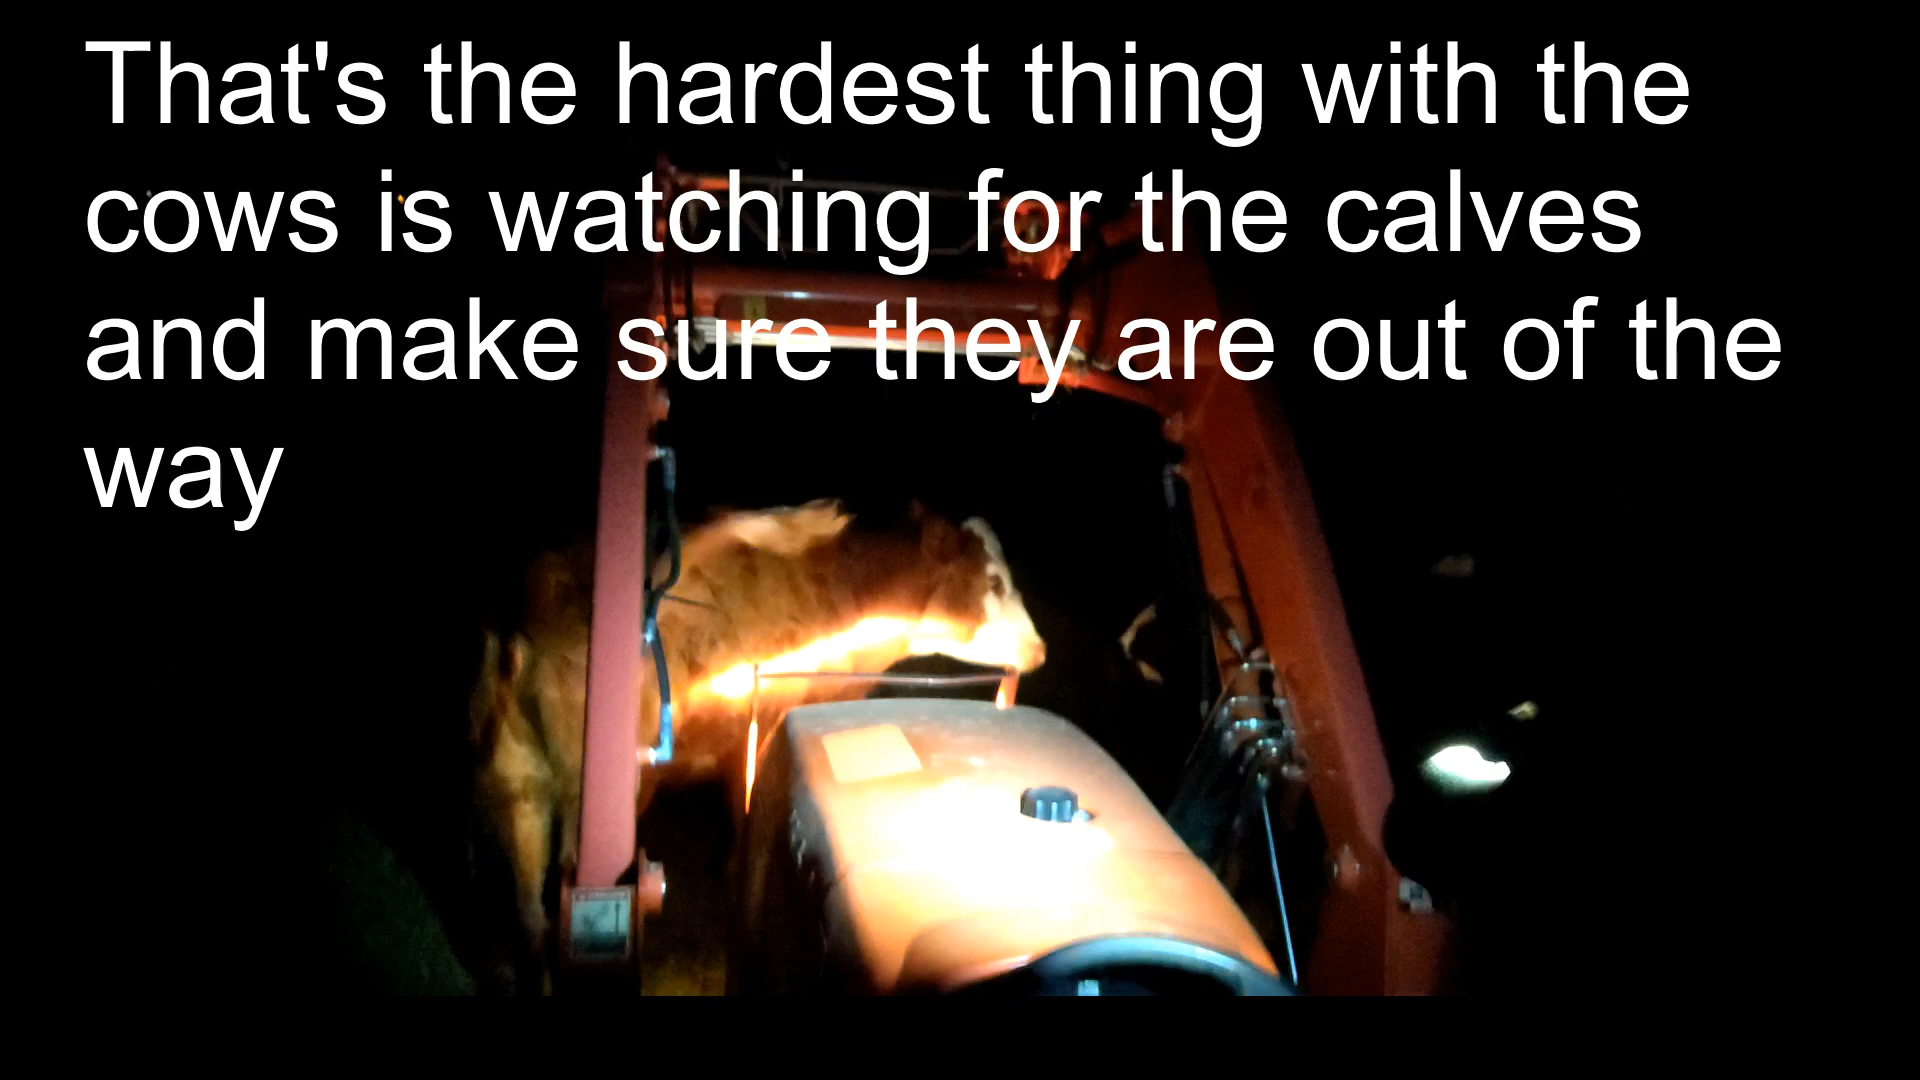 That's the hardest thing with the
cows is watching for the calves
and make sure they are out of the
way